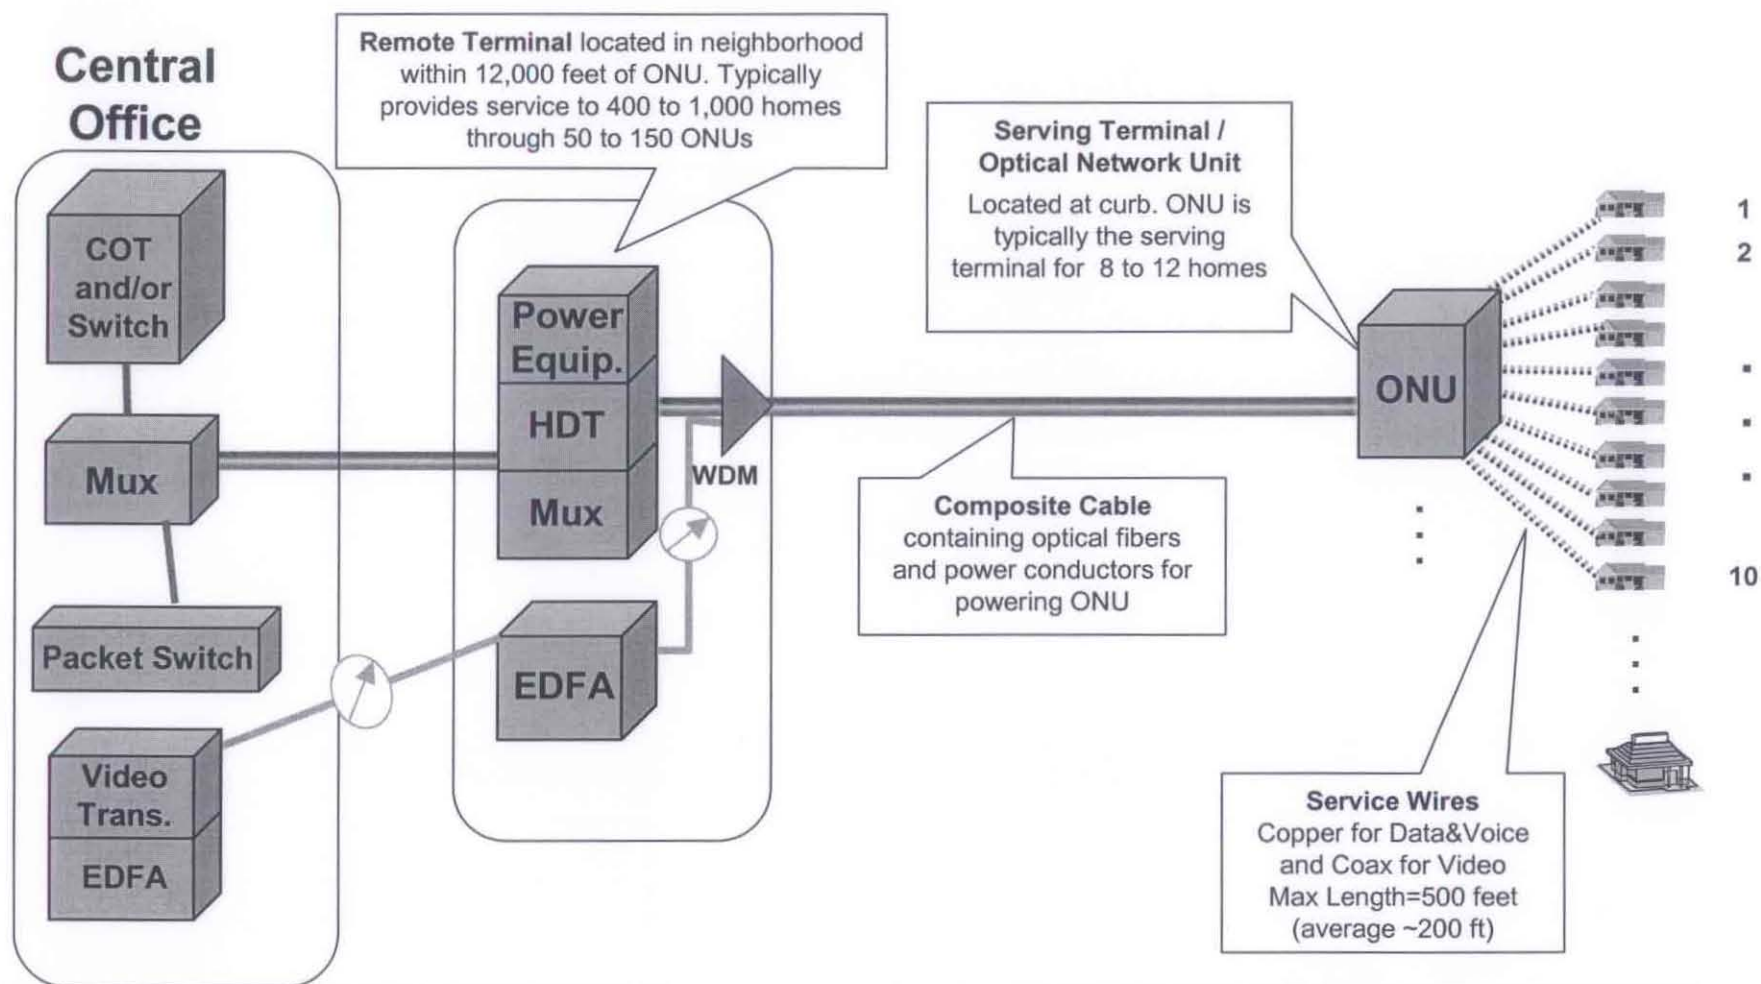 Central
Office
COT
and/or
Switch
Mux
Packet Switch
Video
Trans.
EDFA
Remote Terminal located in neighborhood
within 12,000 feet of ONU. Typically
provides service to 400 to 1,000 homes
through 50 to 150 ONUs
Power
Equip.
HDT
Mux
EDFA
WDM
Serving Terminal /
Optical Network Unit
Located at curb. ONU is
typically the serving
terminal for 8 to 12 homes
Composite Cable
containing optical fibers
and power conductors for
powering ONU
ONU
1
2
10
Service Wires
Copper for Data&Voice
and Coax for Video
Max Length=500 feet
(average ~200 ft)